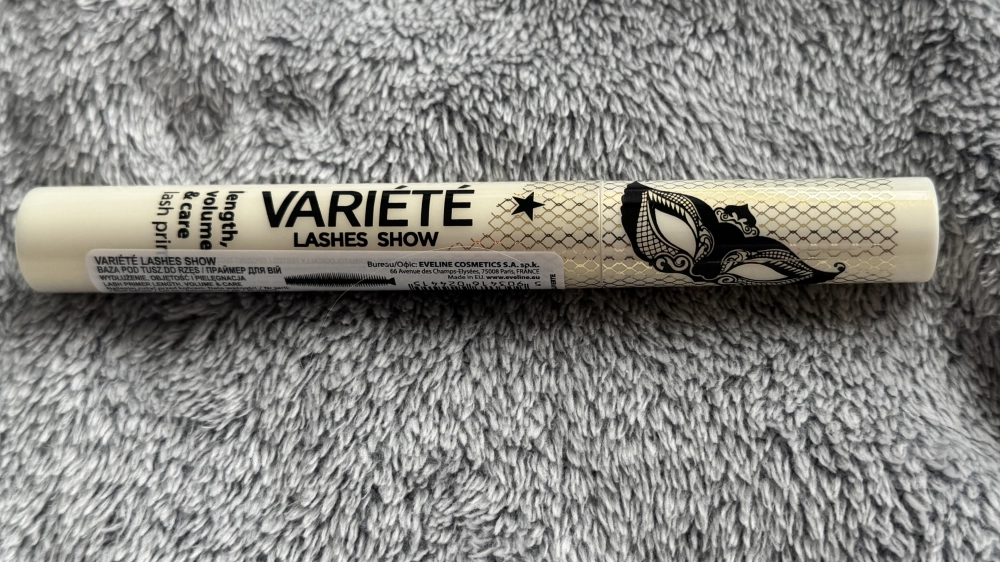 length,
volume
& care
lash
VARIÉTÉ
LASHES SHOW
VARIÉTÉ LASHES SHOW
BAZA POD TUSZ DO RZĘS / ПРАЙМЕР ДЛЯ ВІЙ
WYDŁUŻENIE, OBJĘTOŚĆ I PIELĘGNACJA
LASH PRIMER LENGTH, VOLUME & CARE
Bureau/Офіс: EVELINE COSMETICS S.A. sp.k.
66 Avenue des Champs-Elysées, 75008 Paris, FRANCE
Made in EU. www.eveline.eu